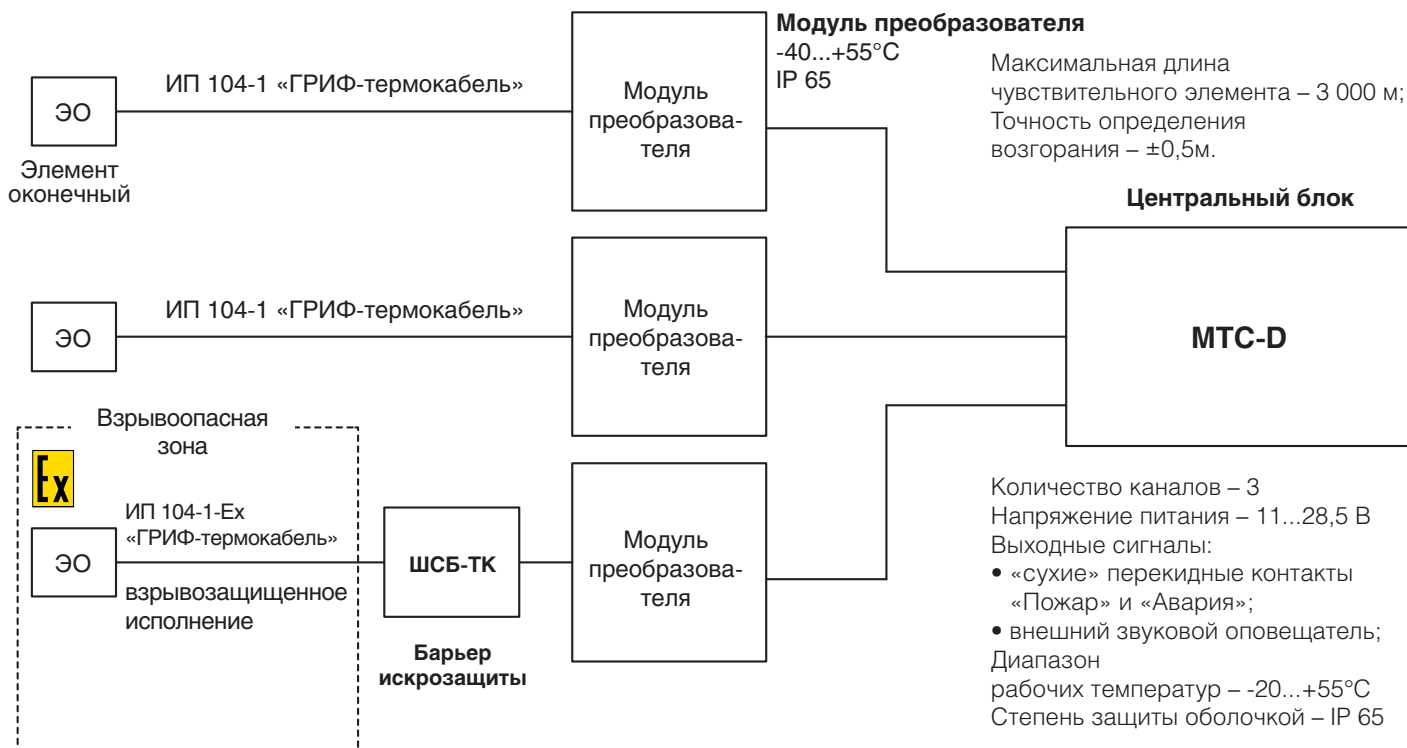 Модуль преобразователя
-40...+55°C
IP 65
ИП 104-1 «ГРИФ-термокабель»
ЭО
Элемент
оконечный
Модуль
преобразова-
теля
Максимальная длина
чувствительного элемента – 3 000 м;
Точность определения
возгорания – ±0,5м.
Центральный блок
МТС-D
ИП 104-1 «ГРИФ-термокабель»
ЭО
Модуль
преобразова-
теля
Взрывоопасная
зона
Ex
ИП 104-1-Ex
«ГРИФ-термокабель»
ЭО
взрывозащищенное
исполнение
ШСБ-ТК
Барьер
искрозащиты
Модуль
преобразова-
теля
Количество каналов – 3
Напряжение питания – 11...28,5 В
Выходные сигналы:
• «сухие» перекидные контакты
«Пожар» и «Авария»;
• внешний звуковой оповещатель;
Диапазон
рабочих температур – -20...+55°C
Степень защиты оболочкой – IP 65